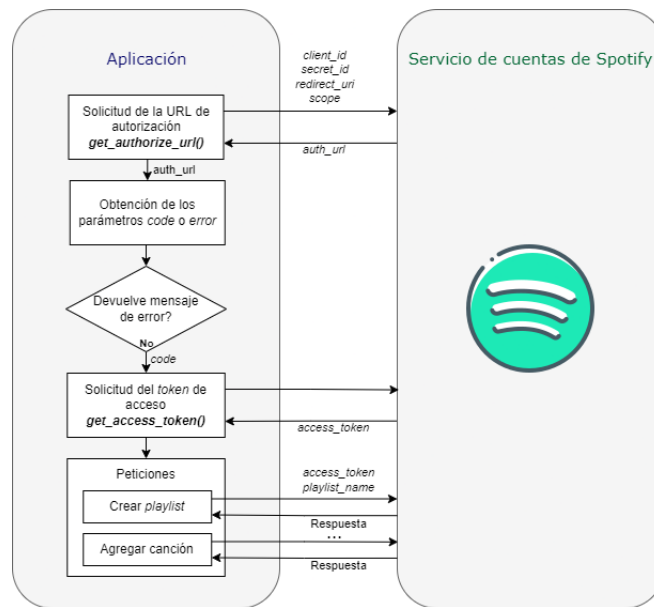 Aplicación
Servicio de cuentas de Spotify
client_id
secret_id
redirect_uri
scope
Solicitud de la URL de
autorización
get_authorize_url()
auth_url
auth_url
Obtención de los
parámetros code o error
Devuelve mensaje
de error?
No
code
Solicitud del token de
acceso
get_access_token()
access_token
Peticiones
access_token
playlist_name
Crear playlist
Respuesta
...
Agregar canción
Respuesta